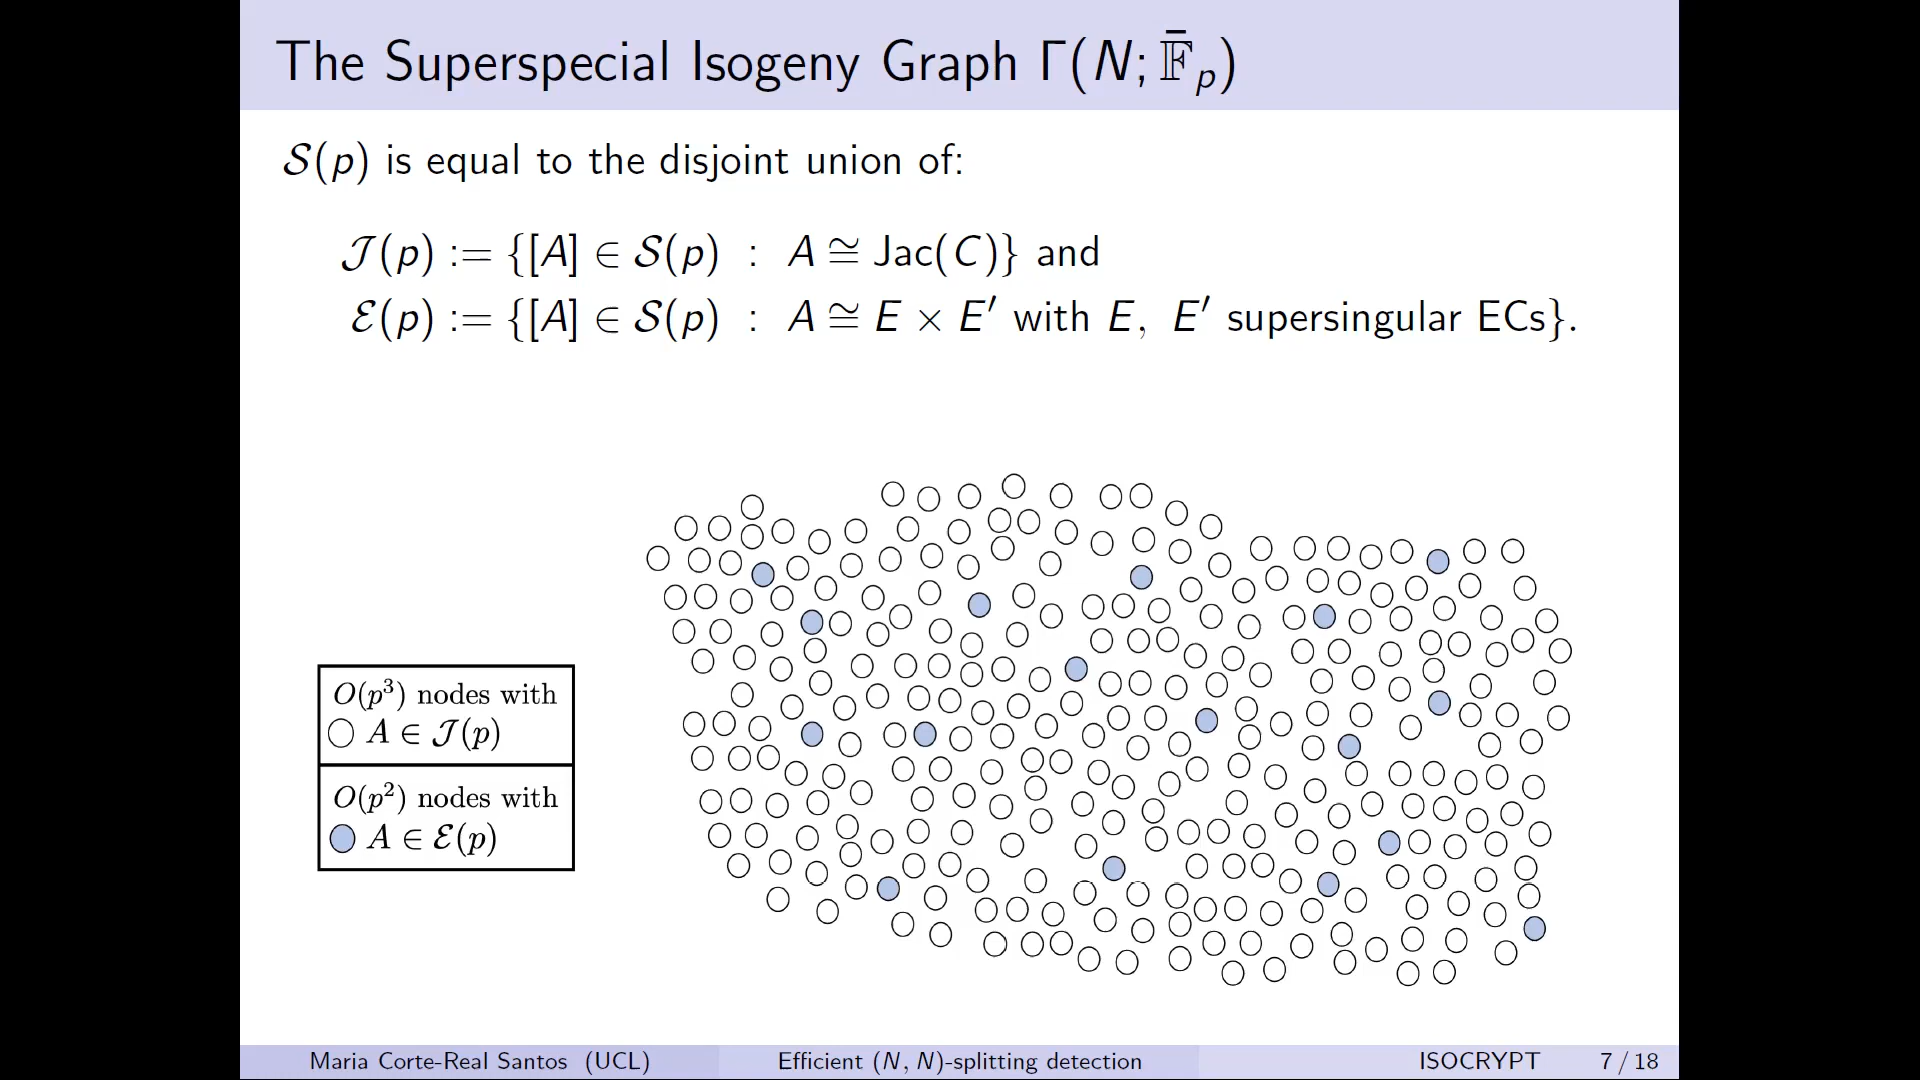 The Superspecial Isogeny Graph Γ(N; F̄ₚ)
𝒮(p) is equal to the disjoint union of:
𝒥(p) := {[A] ∈ 𝒮(p) : A ≅ Jac(C)} and
ℰ(p) := {[A] ∈ 𝒮(p) : A ≅ E × E′ with E, E′ supersingular ECs}.
O(p³) nodes with
A ∈ 𝒥(p)
O(p²) nodes with
A ∈ ℰ(p)
Maria Corte-Real Santos (UCL) Efficient (N, N)-splitting detection ISOCRYPT 7 / 18